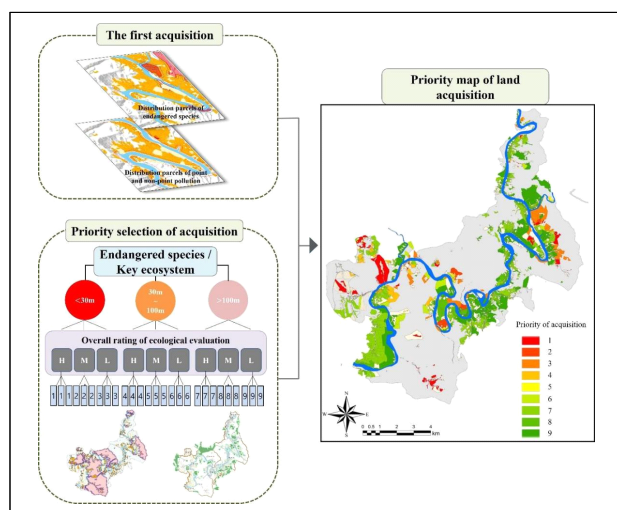 The first acquisition
Distribution parcels of
endangered species
Distribution parcels of point
and non-point pollution
Priority selection of acquisition
Endangered species /
Key ecosystem
<30m
30m
~
100m
>100m
Overall rating of ecological evaluation
H M L H M L H M L
1 1 1 2 2 2 3 3 3 4 4 4 5 5 5 6 6 6 7 7 7 8 8 8 9 9 9
Priority map of land
acquisition
Priority of acquisition
1
2
3
4
5
6
7
8
9
N
W E
S
0 0.5 1 2 3 4
km